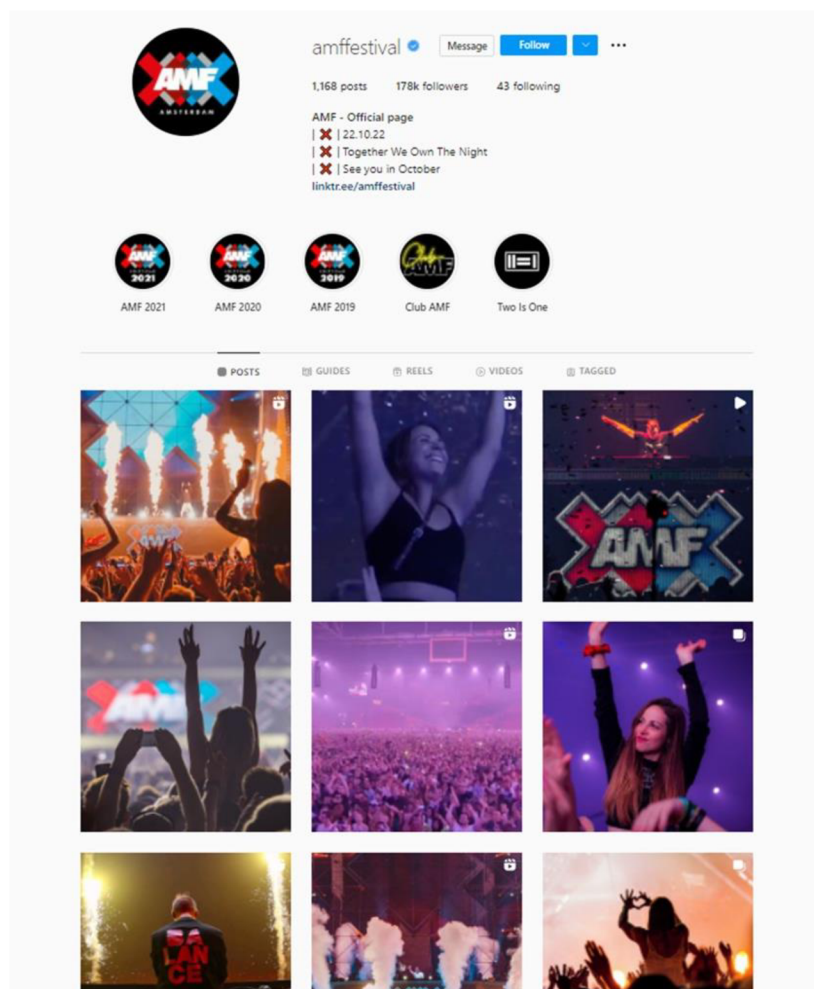 AMF
AMSTERDAM
amffestival
Message
Follow
1,168 posts 178k followers 43 following
AMF - Official page
| ❌ | 22.10.22
| ❌ | Together We Own The Night
| ❌ | See you in October
linktr.ee/amffestival
AMF 2021
AMF 2020
AMF 2019
Club AMF
AMF 2021
AMF 2020
AMF 2019
Club AMF
Two Is One
POSTS GUIDES REELS VIDEOS TAGGED
AMF
AMF
AMF
BA
LAN
CE